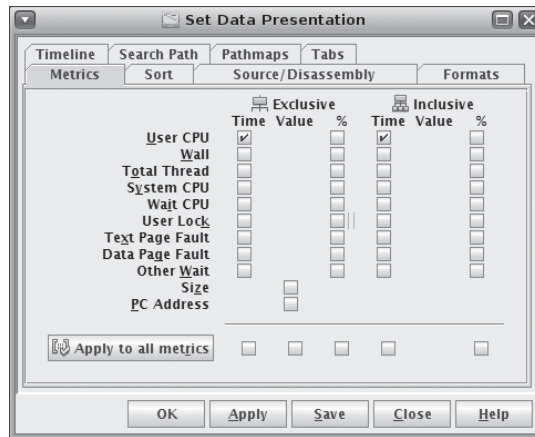 Set Data Presentation
Timeline Search Path Pathmaps Tabs
Metrics Sort Source/Disassembly Formats
Exclusive Inclusive
Time Value % Time Value %
User CPU
Wall
Total Thread
System CPU
Wait CPU
User Lock
Text Page Fault
Data Page Fault
Other Wait
Size
PC Address
Apply to all metrics
OK Apply Save Close Help